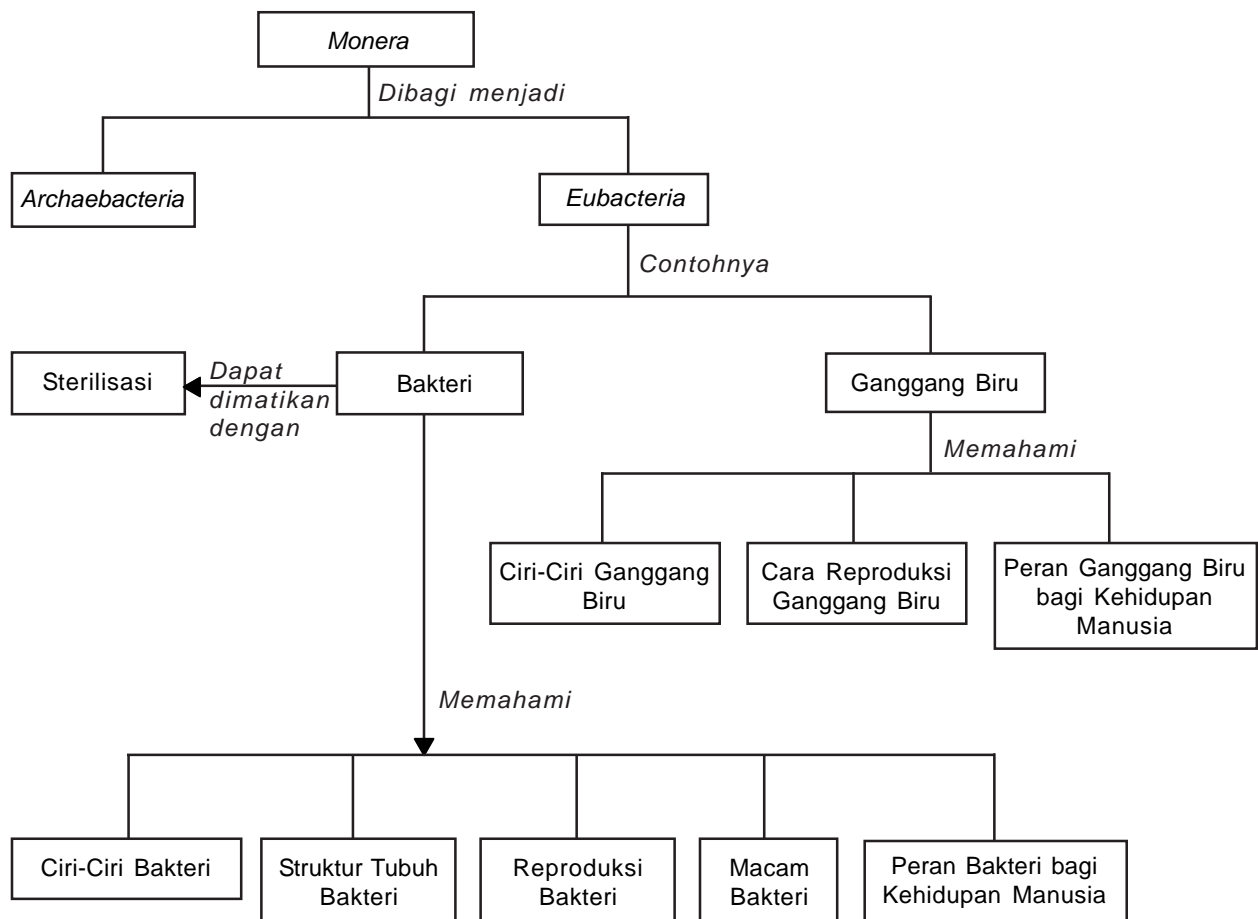 Monera
Dibagi menjadi
Archaebacteria
Eubacteria
Contohnya
Sterilisasi
Dapat
dimatikan
dengan
Bakteri
Ganggang Biru
Memahami
Ciri-Ciri Ganggang
Biru
Cara Reproduksi
Ganggang Biru
Peran Ganggang Biru
bagi Kehidupan
Manusia
Memahami
Ciri-Ciri Bakteri
Struktur Tubuh
Bakteri
Reproduksi
Bakteri
Macam
Bakteri
Peran Bakteri bagi
Kehidupan Manusia